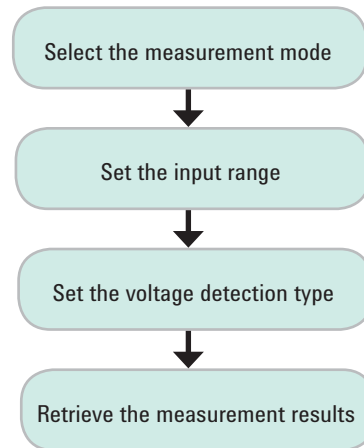 Select the measurement mode
Set the input range
Set the voltage detection type
Retrieve the measurement results